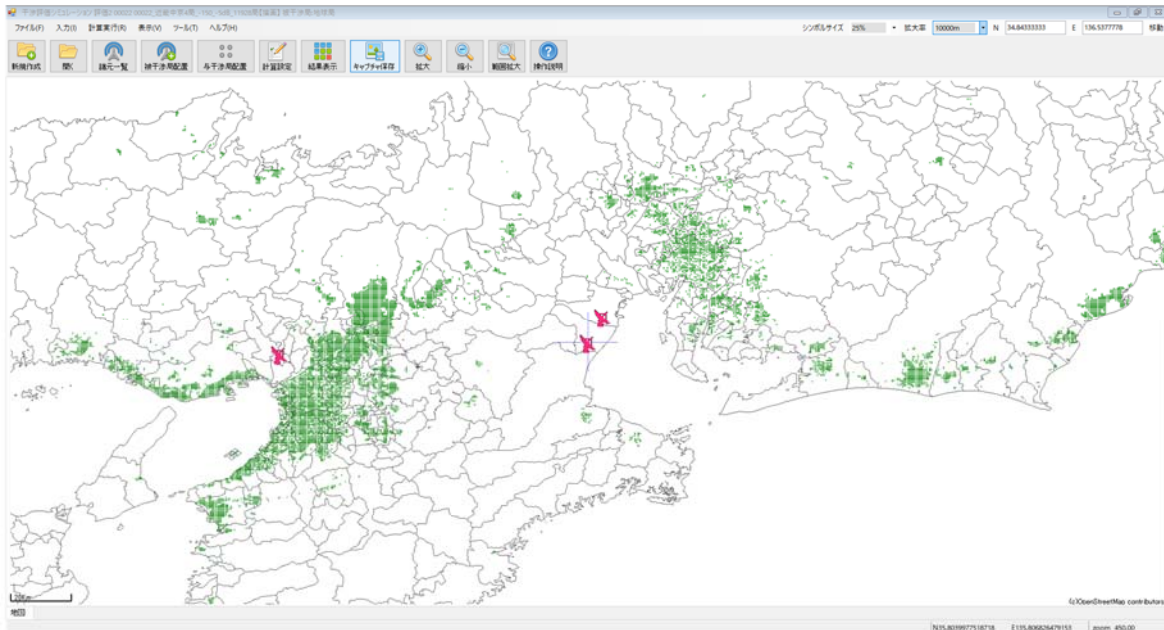 ファイル(F) 入力(I) 計算実行(R) 表示(V) ツール(T) ヘルプ(H)
シンボルサイズ 25% 拡大率 10000m N 34.84333333 E 136.5377778 移動
新規作成 開く 諸元一覧 被干渉局配置 与干渉局配置 計算設定 結果表示 キャプチャ保存 拡大 縮小 範囲拡大 操作説明
(c)OpenStreetMap contributors
地図
zoom 450.00